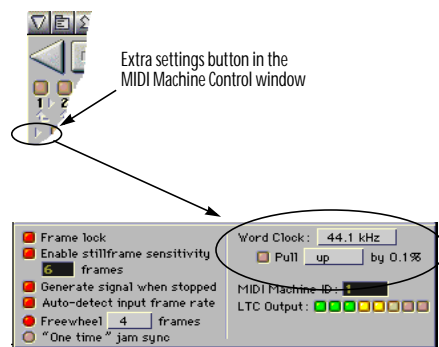 Extra settings button in the
MIDI Machine Control window
1 2
Frame lock
Enable stillframe sensitivity
6 frames
Generate signal when stopped
Auto-detect input frame rate
Freewheel 4 frames
"One time" jam sync
Word Clock: 44.1 kHz
Pull up by 0.1%
MIDI Machine ID:
LTC Output: